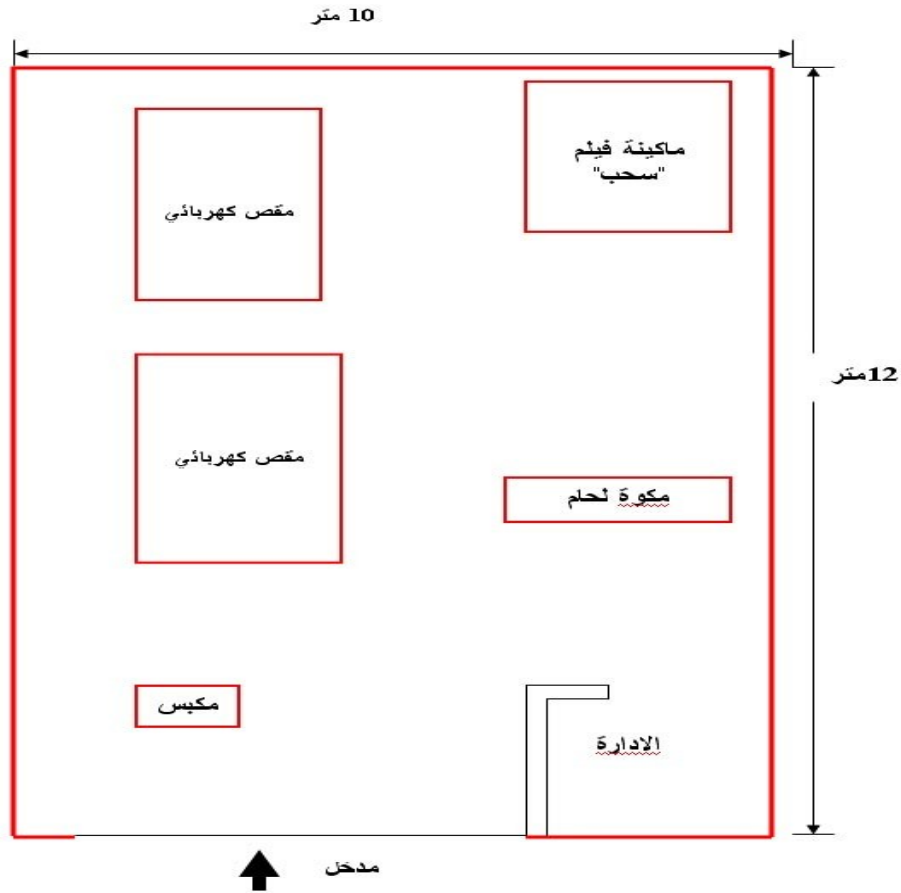 10 متر
ماكينة فيلم
"سحب"
مقص كهربائي
12متر
مقص كهربائي
مكوة لحام
مكبس
الادارة
مدخل